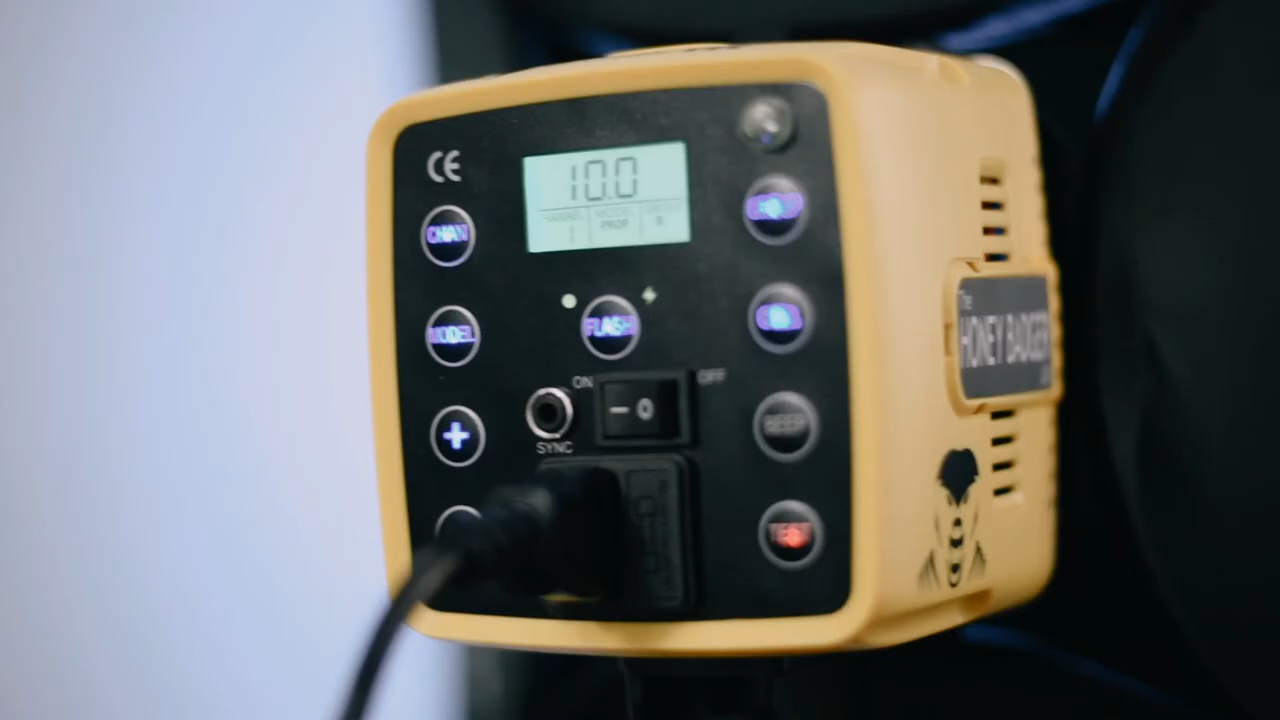 CE
10.0
CHAN
PROP
MODEL
FLASH
ON
OFF
SYNC
+
BEEP
TEST
The
HONEY BADGER